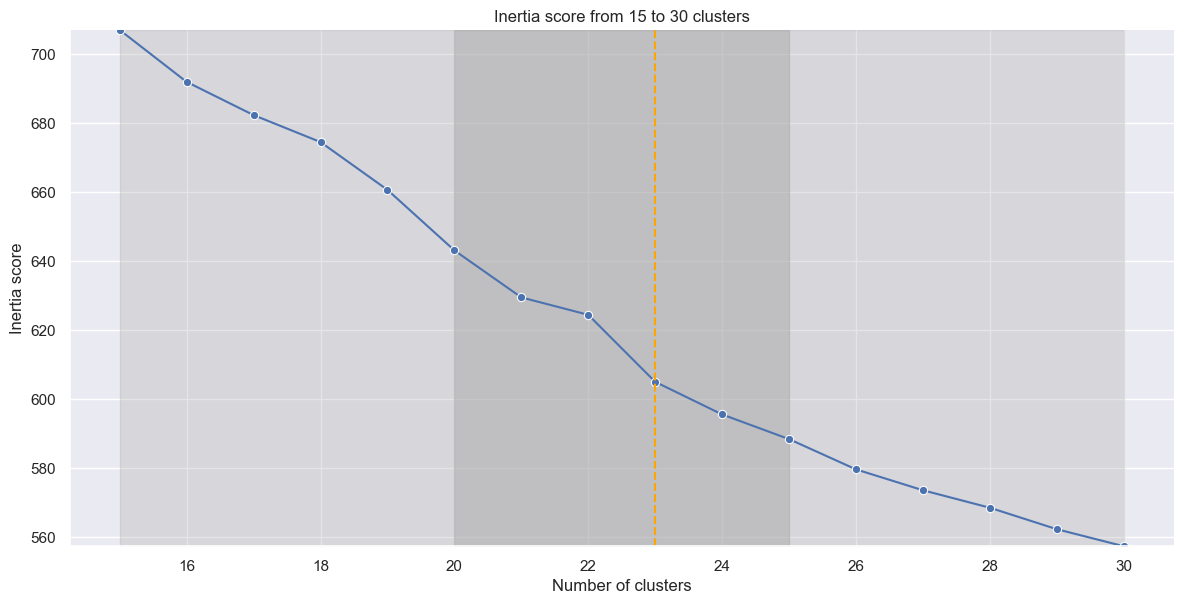 Inertia score from 15 to 30 clusters
700
680
660
640
620
600
580
560
Inertia score
16 18 20 22 24 26 28 30
Number of clusters